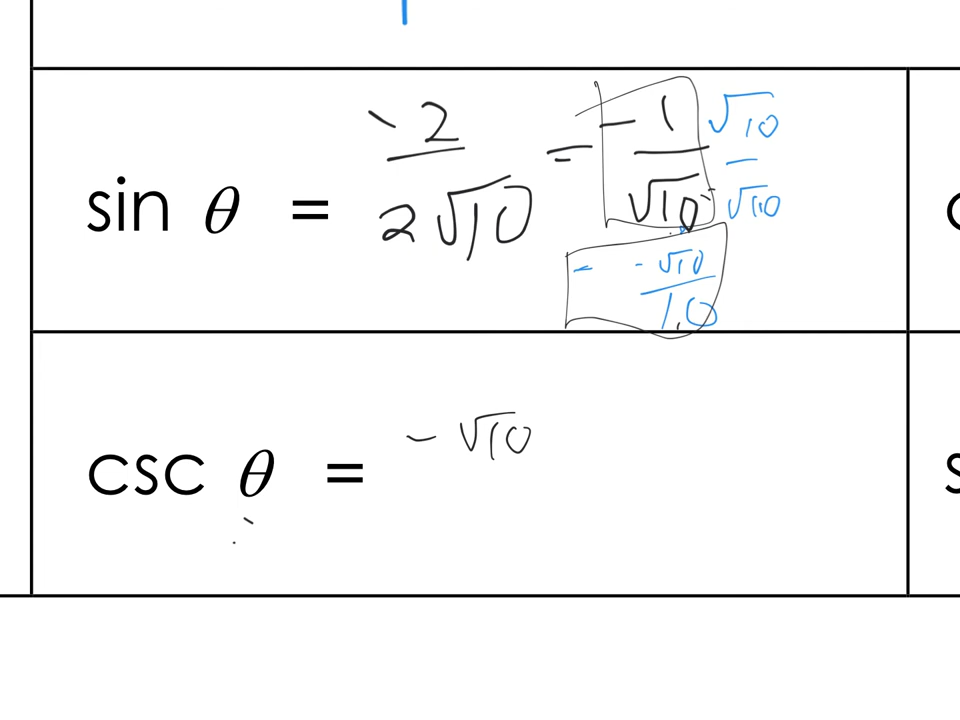 sin θ = -2/2√10 = -1/√10 √10/√10
- -√10/10
csc θ = -√10